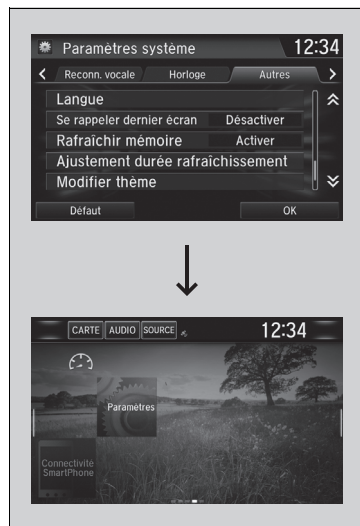 Paramètres système 12:34
Reconn. vocale Horloge Autres
Langue
Se rappeler dernier écran Désactiver
Rafraîchir mémoire Activer
Ajustement durée rafraîchissement
Modifier thème
Défaut OK
CARTE AUDIO SOURCE 12:34
Paramètres
Connectivité
SmartPhone